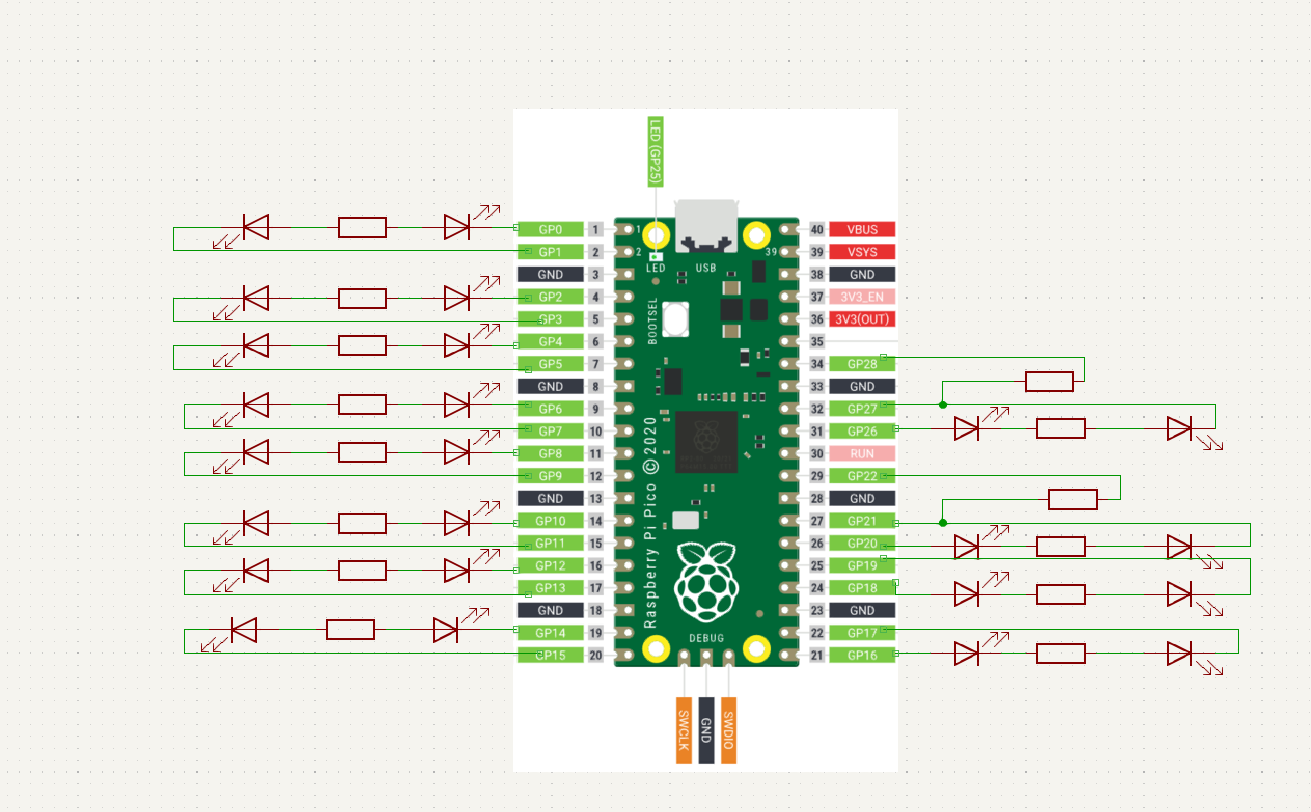 LED (GP25)
GP0 1
GP1 2
GND 3
GP2 4
GP3 5
GP4 6
GP5 7
GND 8
GP6 9
GP7 10
GP8 11
GP9 12
GND 13
GP10 14
GP11 15
GP12 16
GP13 17
GND 18
GP14 19
GP15 20
1
2
LED
USB
39
BOOTSEL
Raspberry Pi Pico © 2020
DEBUG
40 VBUS
39 VSYS
38 GND
37 3V3_EN
36 3V3(OUT)
35
34 GP28
33 GND
32 GP27
31 GP26
30 RUN
29 GP22
28 GND
27 GP21
26 GP20
25 GP19
24 GP18
23 GND
22 GP17
21 GP16
SWCLK
GND
SWDIO